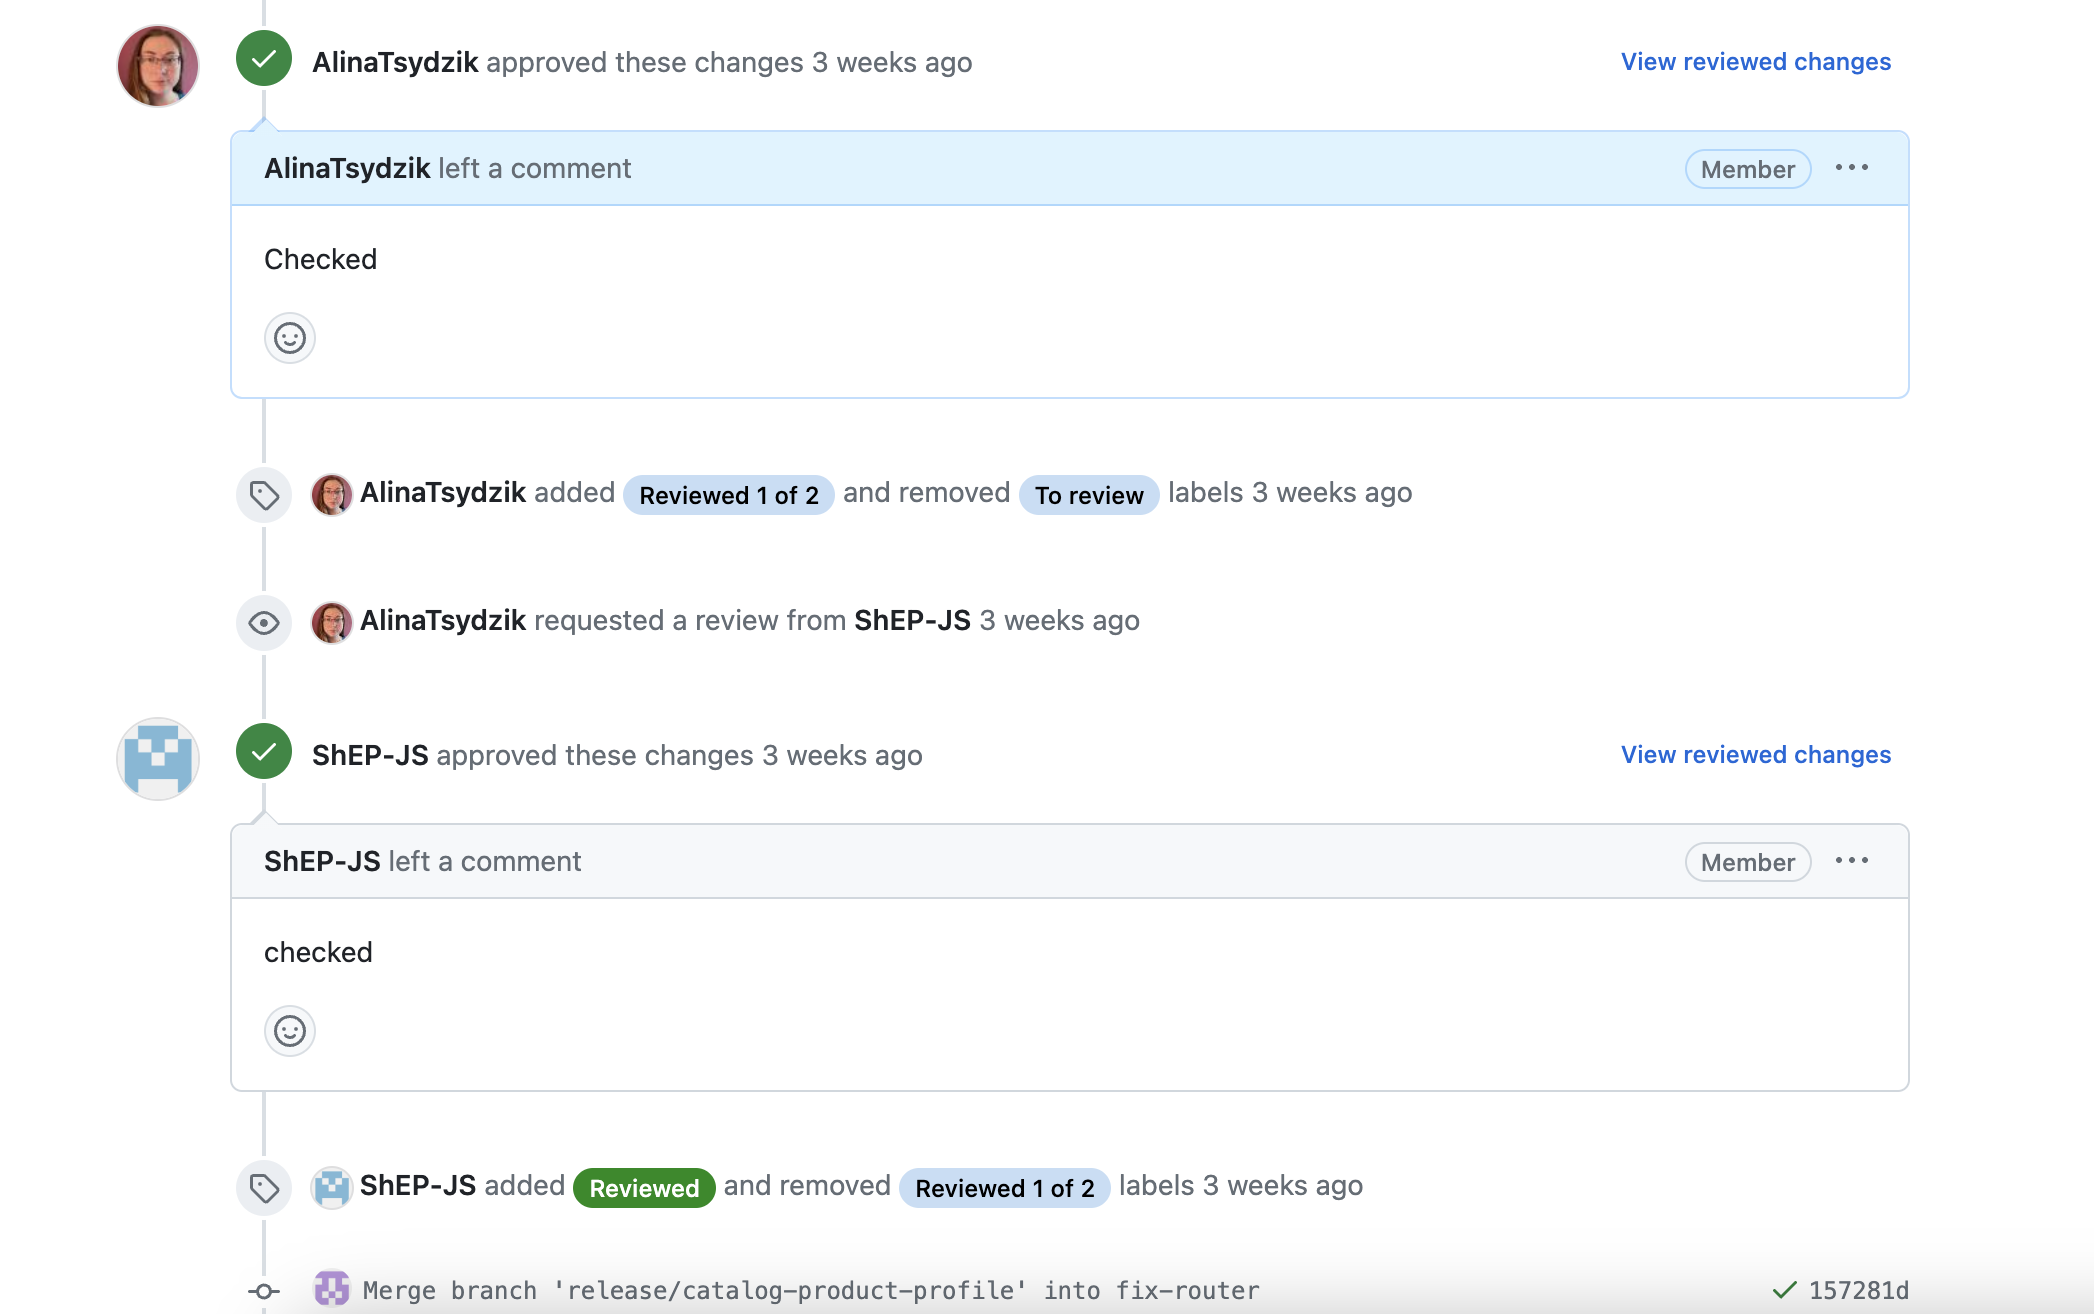 AlinaTsydzik approved these changes 3 weeks ago View reviewed changes
AlinaTsydzik left a comment Member
Checked
AlinaTsydzik added Reviewed 1 of 2 and removed To review labels 3 weeks ago
AlinaTsydzik requested a review from ShEP-JS 3 weeks ago
ShEP-JS approved these changes 3 weeks ago View reviewed changes
ShEP-JS left a comment Member
checked
ShEP-JS added Reviewed and removed Reviewed 1 of 2 labels 3 weeks ago
Merge branch 'release/catalog-product-profile' into fix-router 157281d